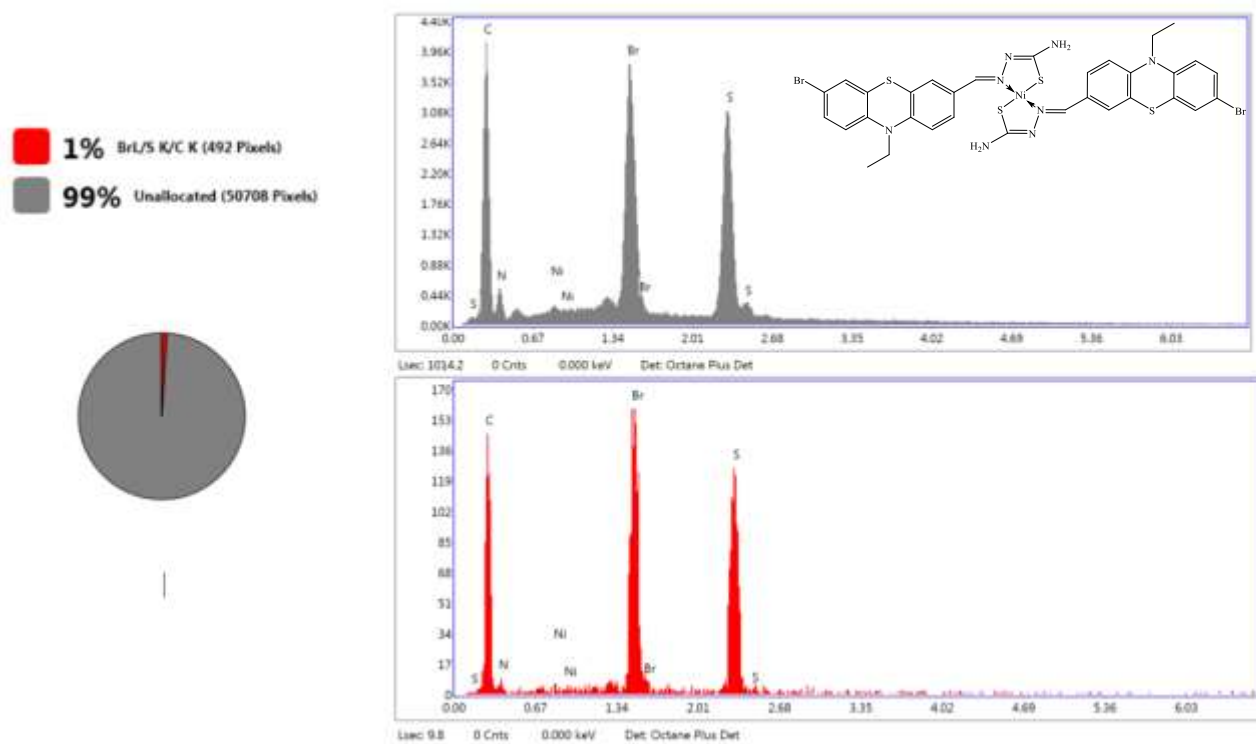 1% BrL/S K/C K (492 Pixels)
99% Unallocated (50708 Pixels)
4.40K
3.96K
3.52K
3.08K
2.64K
2.20K
1.76K
1.32K
0.88K
0.44K
0.00K
C
Br
S
S
N
Ni
Ni
Br
S
0.00 0.67 1.34 2.01 2.68 3.35 4.02 4.69 5.36 6.03
Lsec: 1014.2 0 Cnts 0.000 keV Det: Octane Plus Det
Br
S
N
N
N
NH₂
S
Ni
S
N
N
H₂N
N
S
Br
170
153
136
119
102
85
68
51
34
17
0
C
Br
S
S
N
Ni
Ni
Br
S
0.00 0.67 1.34 2.01 2.68 3.35 4.02 4.69 5.36 6.03
Lsec: 9.8 0 Cnts 0.000 keV Det: Octane Plus Det